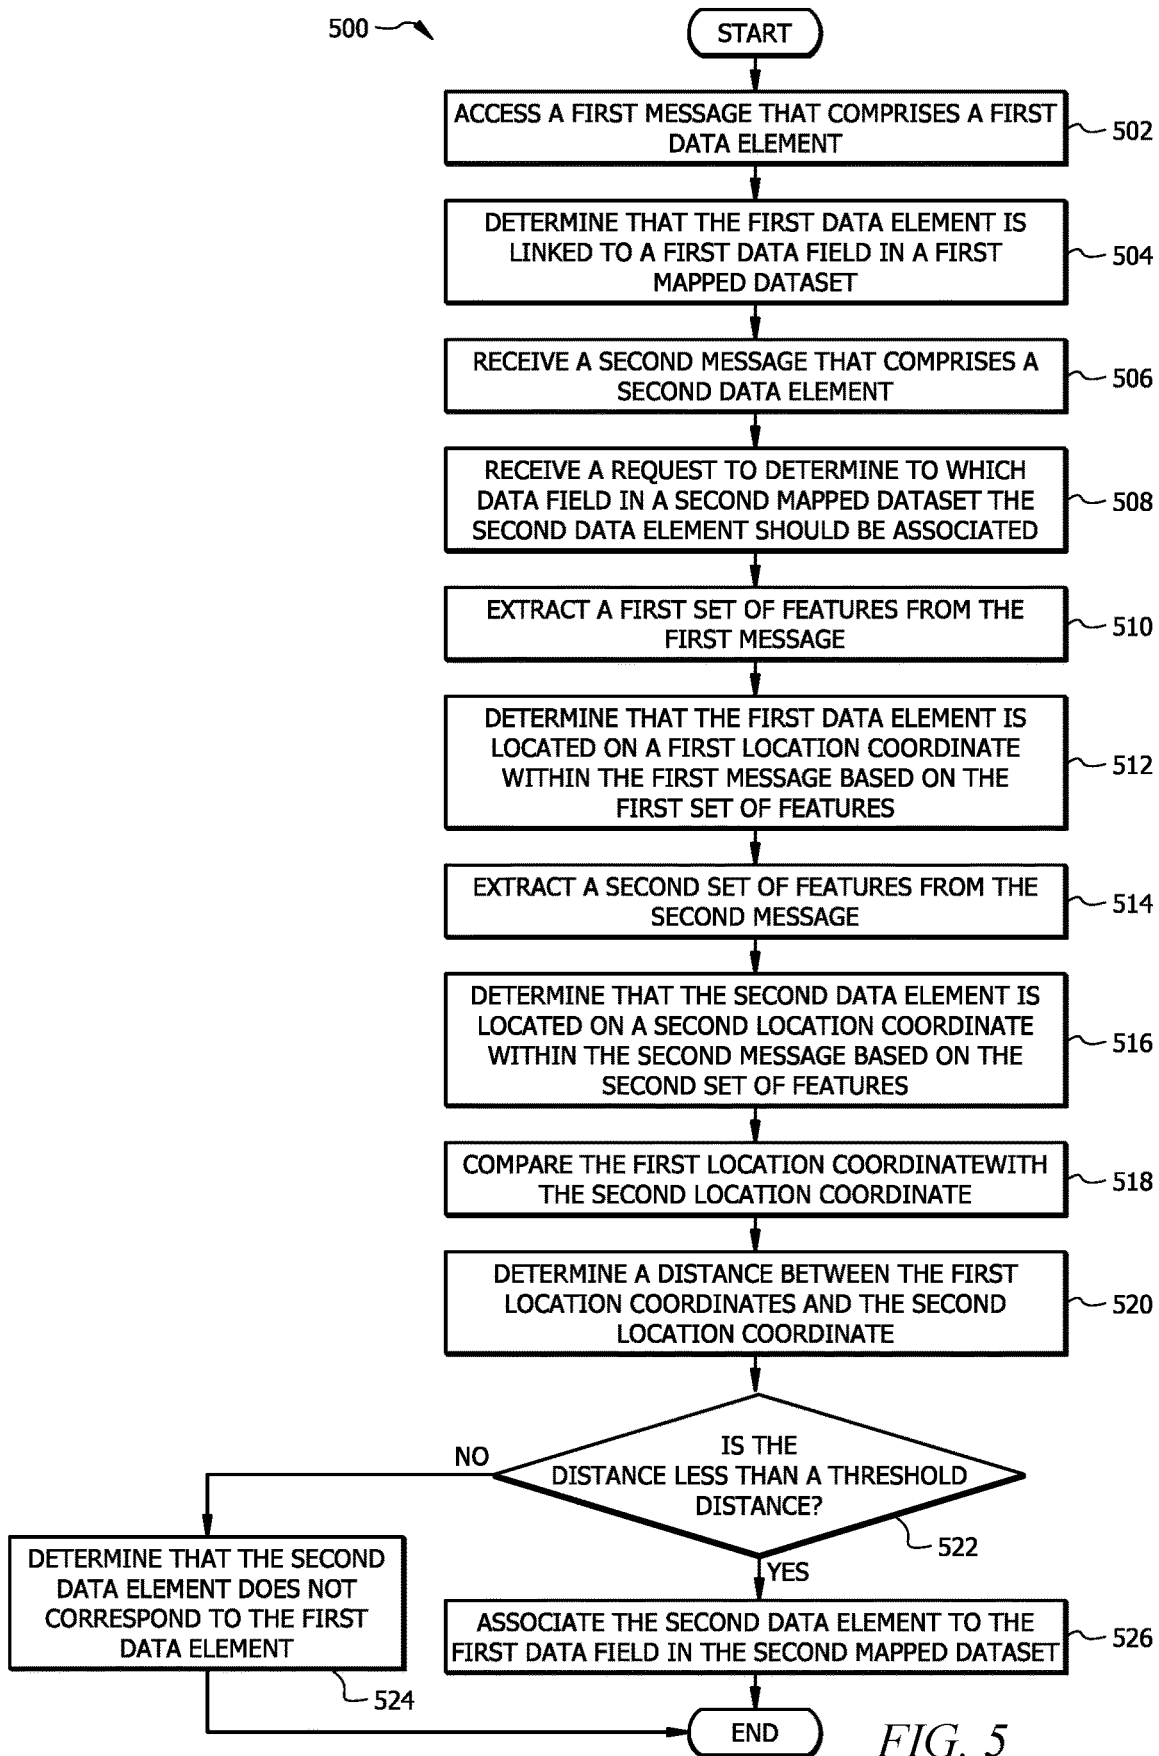 500
START
ACCESS A FIRST MESSAGE THAT COMPRISES A FIRST
DATA ELEMENT
502
DETERMINE THAT THE FIRST DATA ELEMENT IS
LINKED TO A FIRST DATA FIELD IN A FIRST
MAPPED DATASET
504
RECEIVE A SECOND MESSAGE THAT COMPRISES A
SECOND DATA ELEMENT
506
RECEIVE A REQUEST TO DETERMINE TO WHICH
DATA FIELD IN A SECOND MAPPED DATASET THE
SECOND DATA ELEMENT SHOULD BE ASSOCIATED
508
EXTRACT A FIRST SET OF FEATURES FROM THE
FIRST MESSAGE
510
DETERMINE THAT THE FIRST DATA ELEMENT IS
LOCATED ON A FIRST LOCATION COORDINATE
WITHIN THE FIRST MESSAGE BASED ON THE
FIRST SET OF FEATURES
512
EXTRACT A SECOND SET OF FEATURES FROM THE
SECOND MESSAGE
514
DETERMINE THAT THE SECOND DATA ELEMENT IS
LOCATED ON A SECOND LOCATION COORDINATE
WITHIN THE SECOND MESSAGE BASED ON THE
SECOND SET OF FEATURES
516
COMPARE THE FIRST LOCATION COORDINATEWITH
THE SECOND LOCATION COORDINATE
518
DETERMINE A DISTANCE BETWEEN THE FIRST
LOCATION COORDINATES AND THE SECOND
LOCATION COORDINATE
520
IS THE
DISTANCE LESS THAN A THRESHOLD
DISTANCE?
522
NO
YES
DETERMINE THAT THE SECOND
DATA ELEMENT DOES NOT
CORRESPOND TO THE FIRST
DATA ELEMENT
524
ASSOCIATE THE SECOND DATA ELEMENT TO THE
FIRST DATA FIELD IN THE SECOND MAPPED DATASET
526
END
FIG. 5